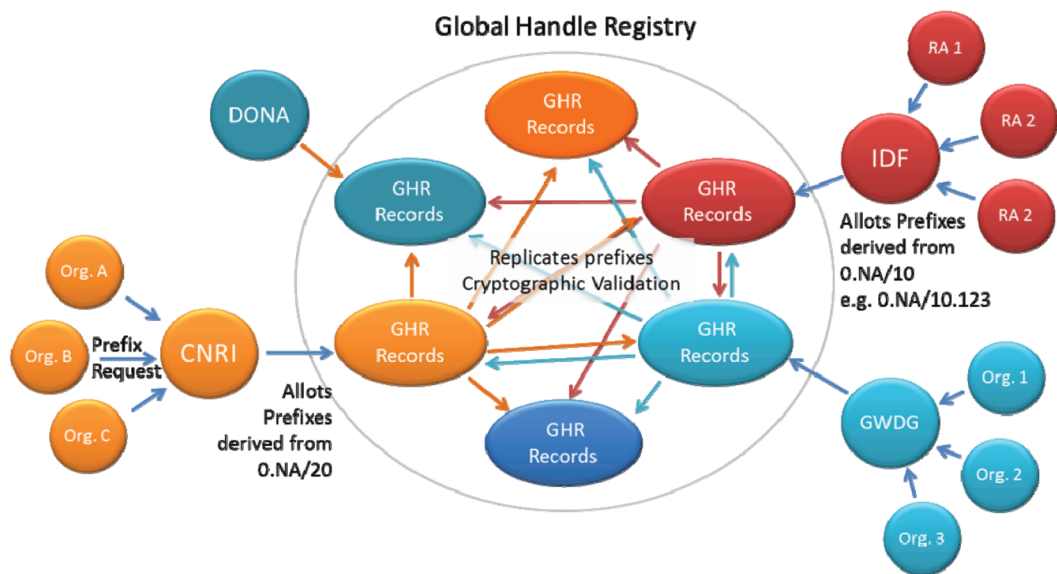 Global Handle Registry
DONA
GHR
Records
GHR
Records
GHR
Records
RA 1
RA 2
IDF
RA 2
Allots Prefixes
derived from
0.NA/10
e.g. 0.NA/10.123
Replicates prefixes
Cryptographic Validation
Org. A
Org. B
Prefix
Request
CNRI
Org. C
GHR
Records
GHR
Records
Allots
Prefixes
derived from
0.NA/20
GHR
Records
Org. 1
GWDG
Org. 2
Org. 3